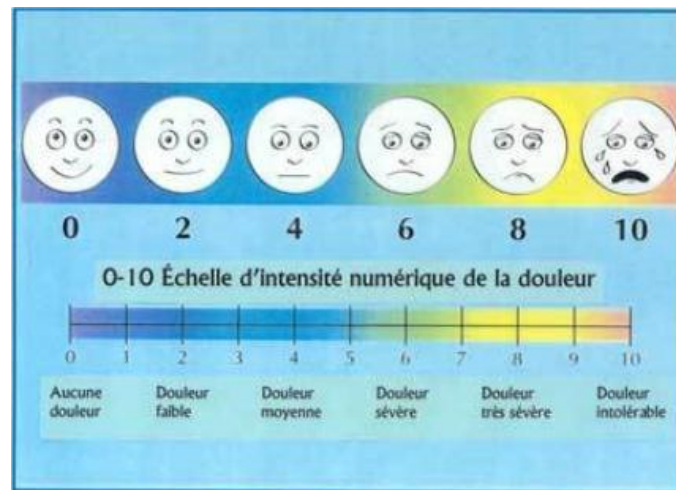 0 2 4 6 8 10
0-10 Échelle d'intensité numérique de la douleur
0 1 2 3 4 5 6 7 8 9 10
Aucune douleur
Douleur faible
Douleur moyenne
Douleur sévère
Douleur très sévère
Douleur intolérable